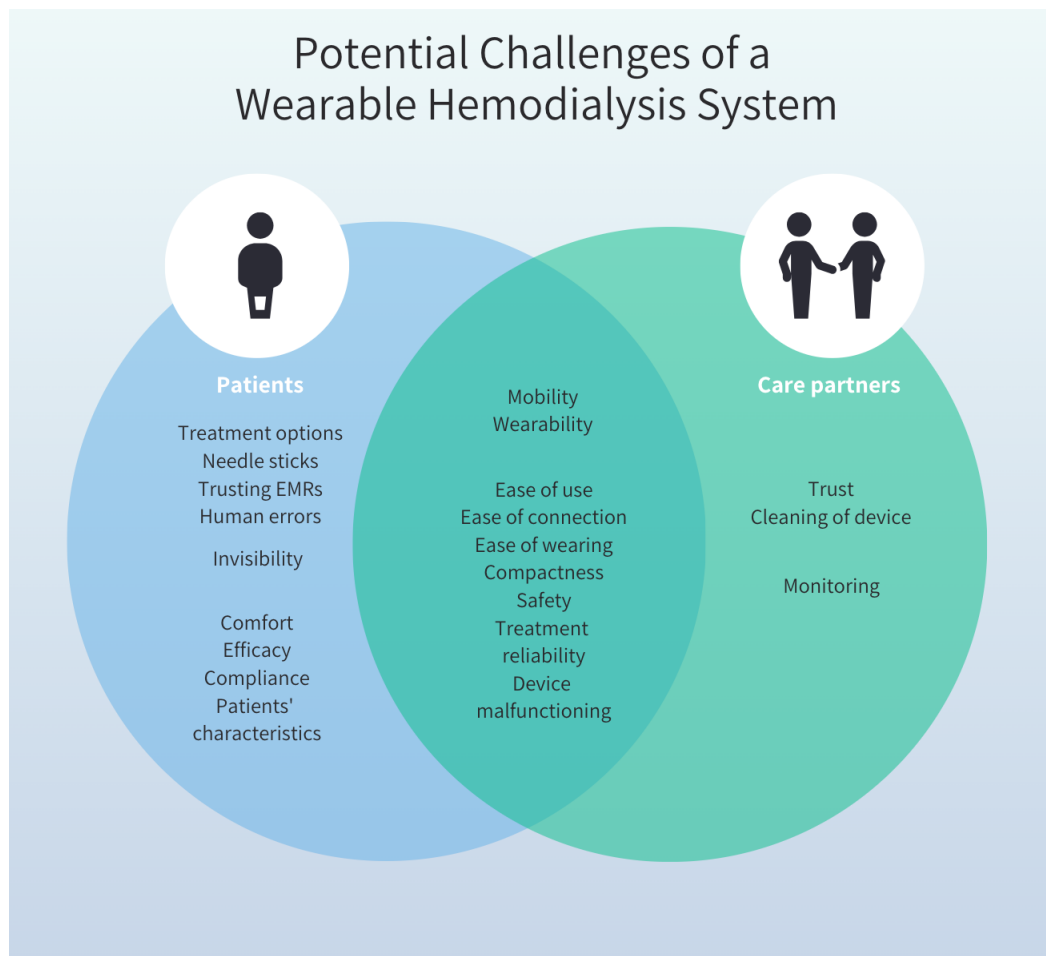 Potential Challenges of a
Wearable Hemodialysis System
Patients
Treatment options
Needle sticks
Trusting EMRs
Human errors
Invisibility
Comfort
Efficacy
Compliance
Patients'
characteristics
Mobility
Wearability
Ease of use
Ease of connection
Ease of wearing
Compactness
Safety
Treatment
reliability
Device
malfunctioning
Care partners
Trust
Cleaning of device
Monitoring